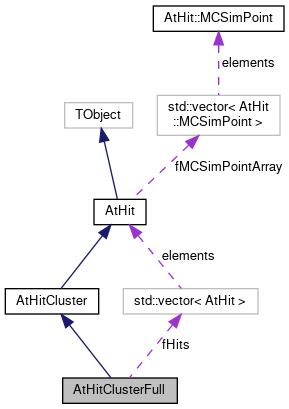 AtHit::MCSimPoint
elements
TObject
std::vector< AtHit
::MCSimPoint >
fMCSimPointArray
AtHit
elements
AtHitCluster
std::vector< AtHit >
fHits
AtHitClusterFull